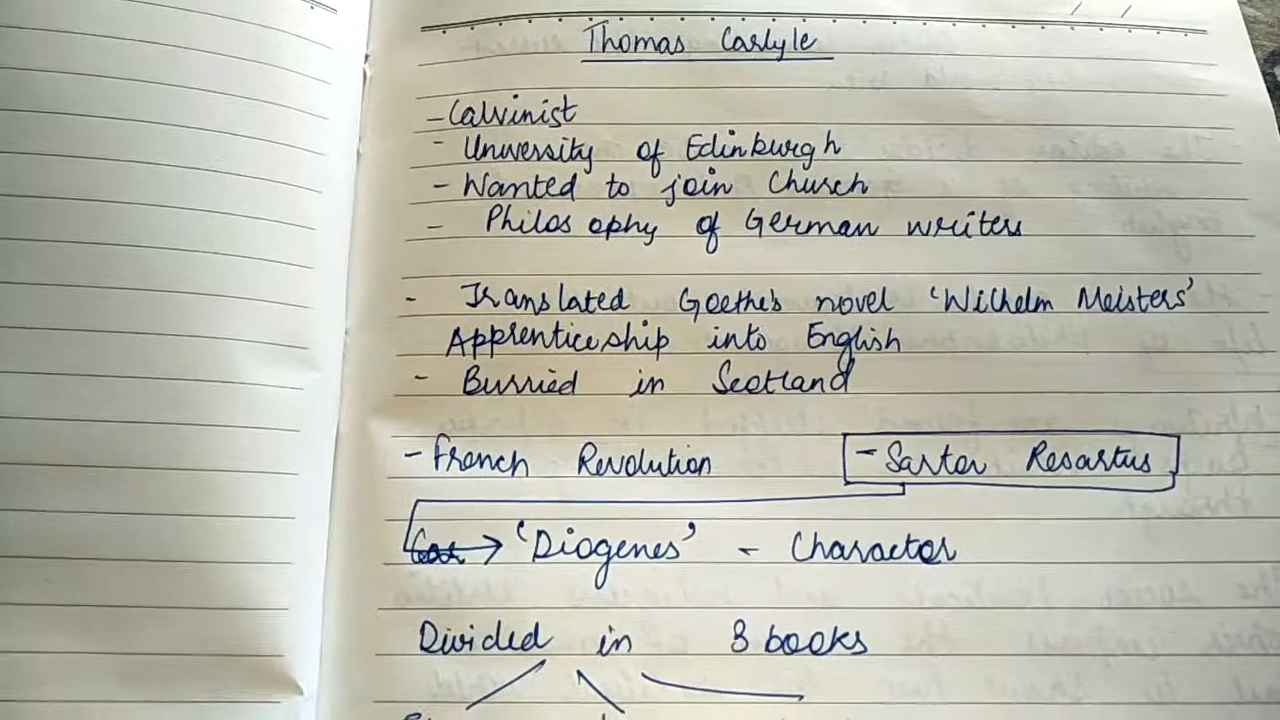 Thomas Carlyle
- Calvinist
- University of Edinburgh
- Wanted to join Church
- Philosophy of German writers
- Translated Goethe's novel 'Wilhelm Meisters'
Apprenticeship into English
- Burried in Scotland
- French Revolution - Sartor Resartus
→ 'Diogenes' - Character
Divided in 3 books